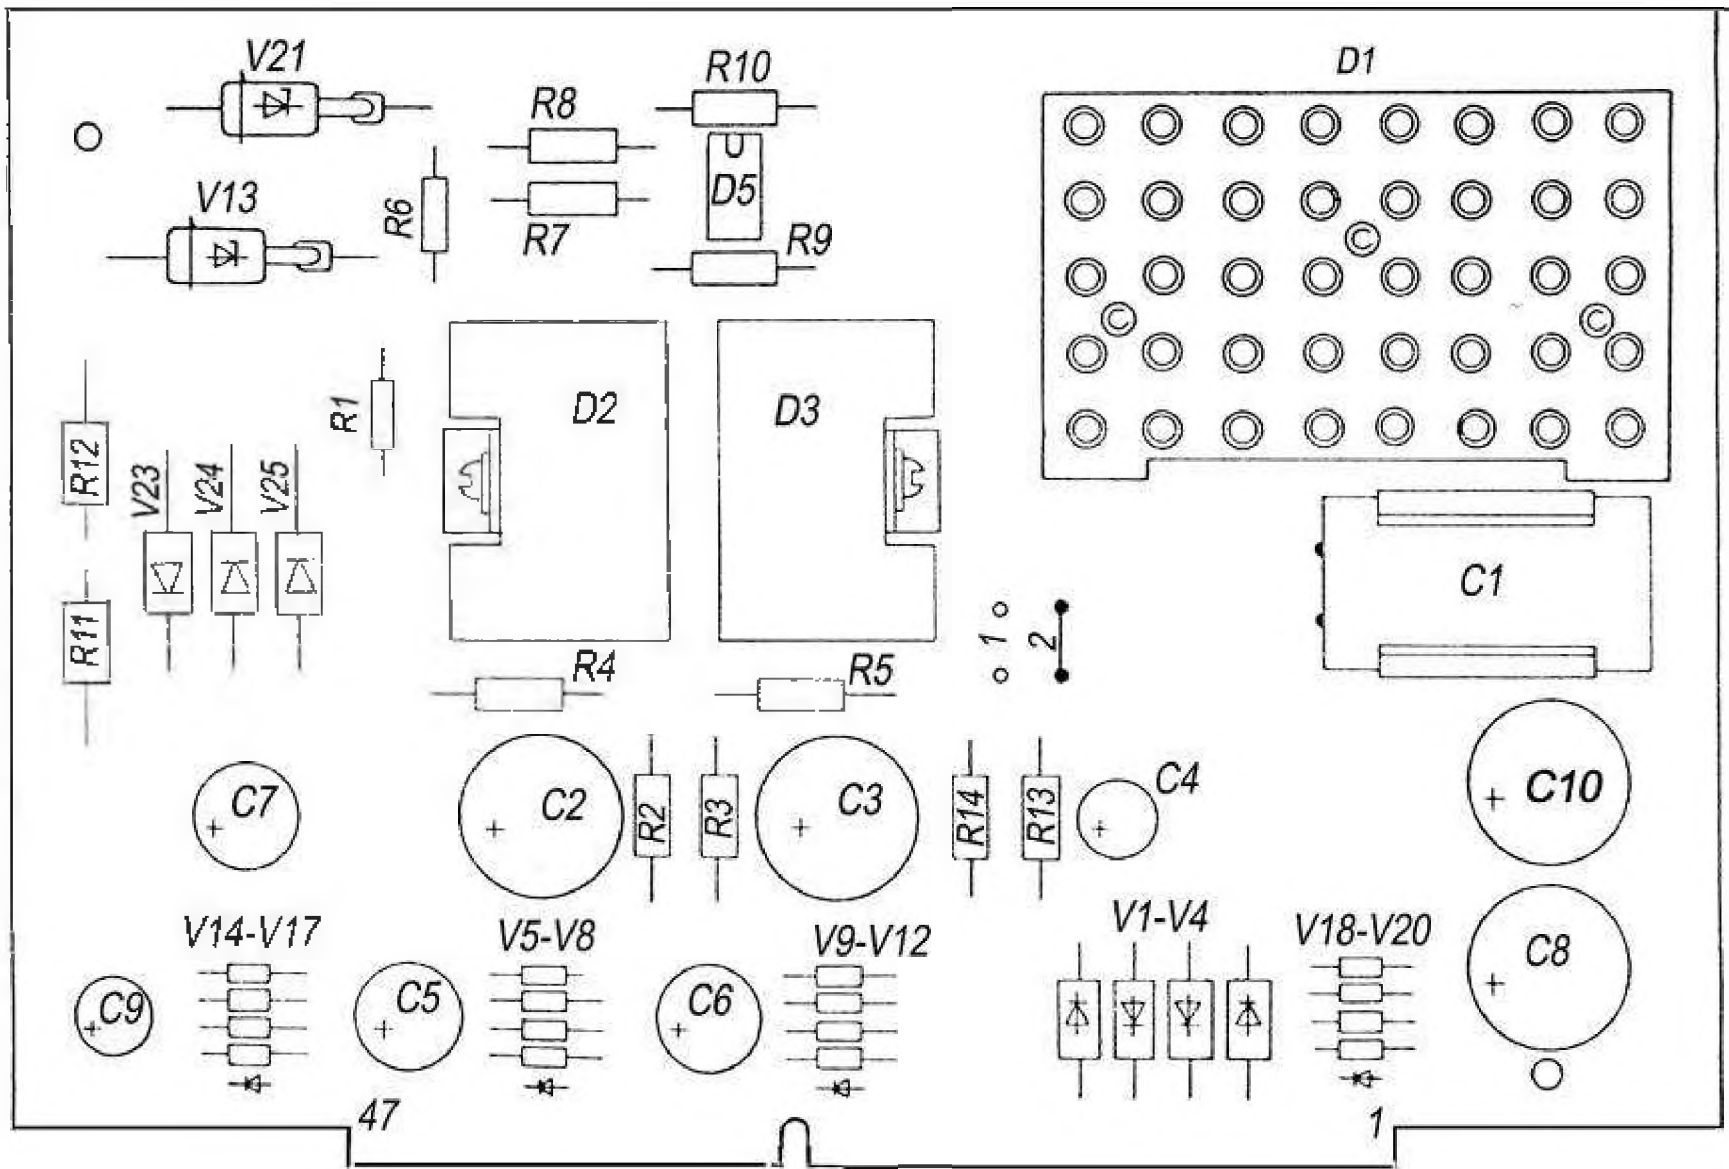 V21
R10
D1
R8
D5
V13
R6
R7
R9
D2
D3
R1
R12
V23
V24
V25
C1
R11
1
2
R4
R5
C7
C2
R2
R3
C3
R14
R13
C4
C10
V14-V17
V5-V8
V9-V12
V1-V4
V18-V20
C8
C9
C5
C6
47
1